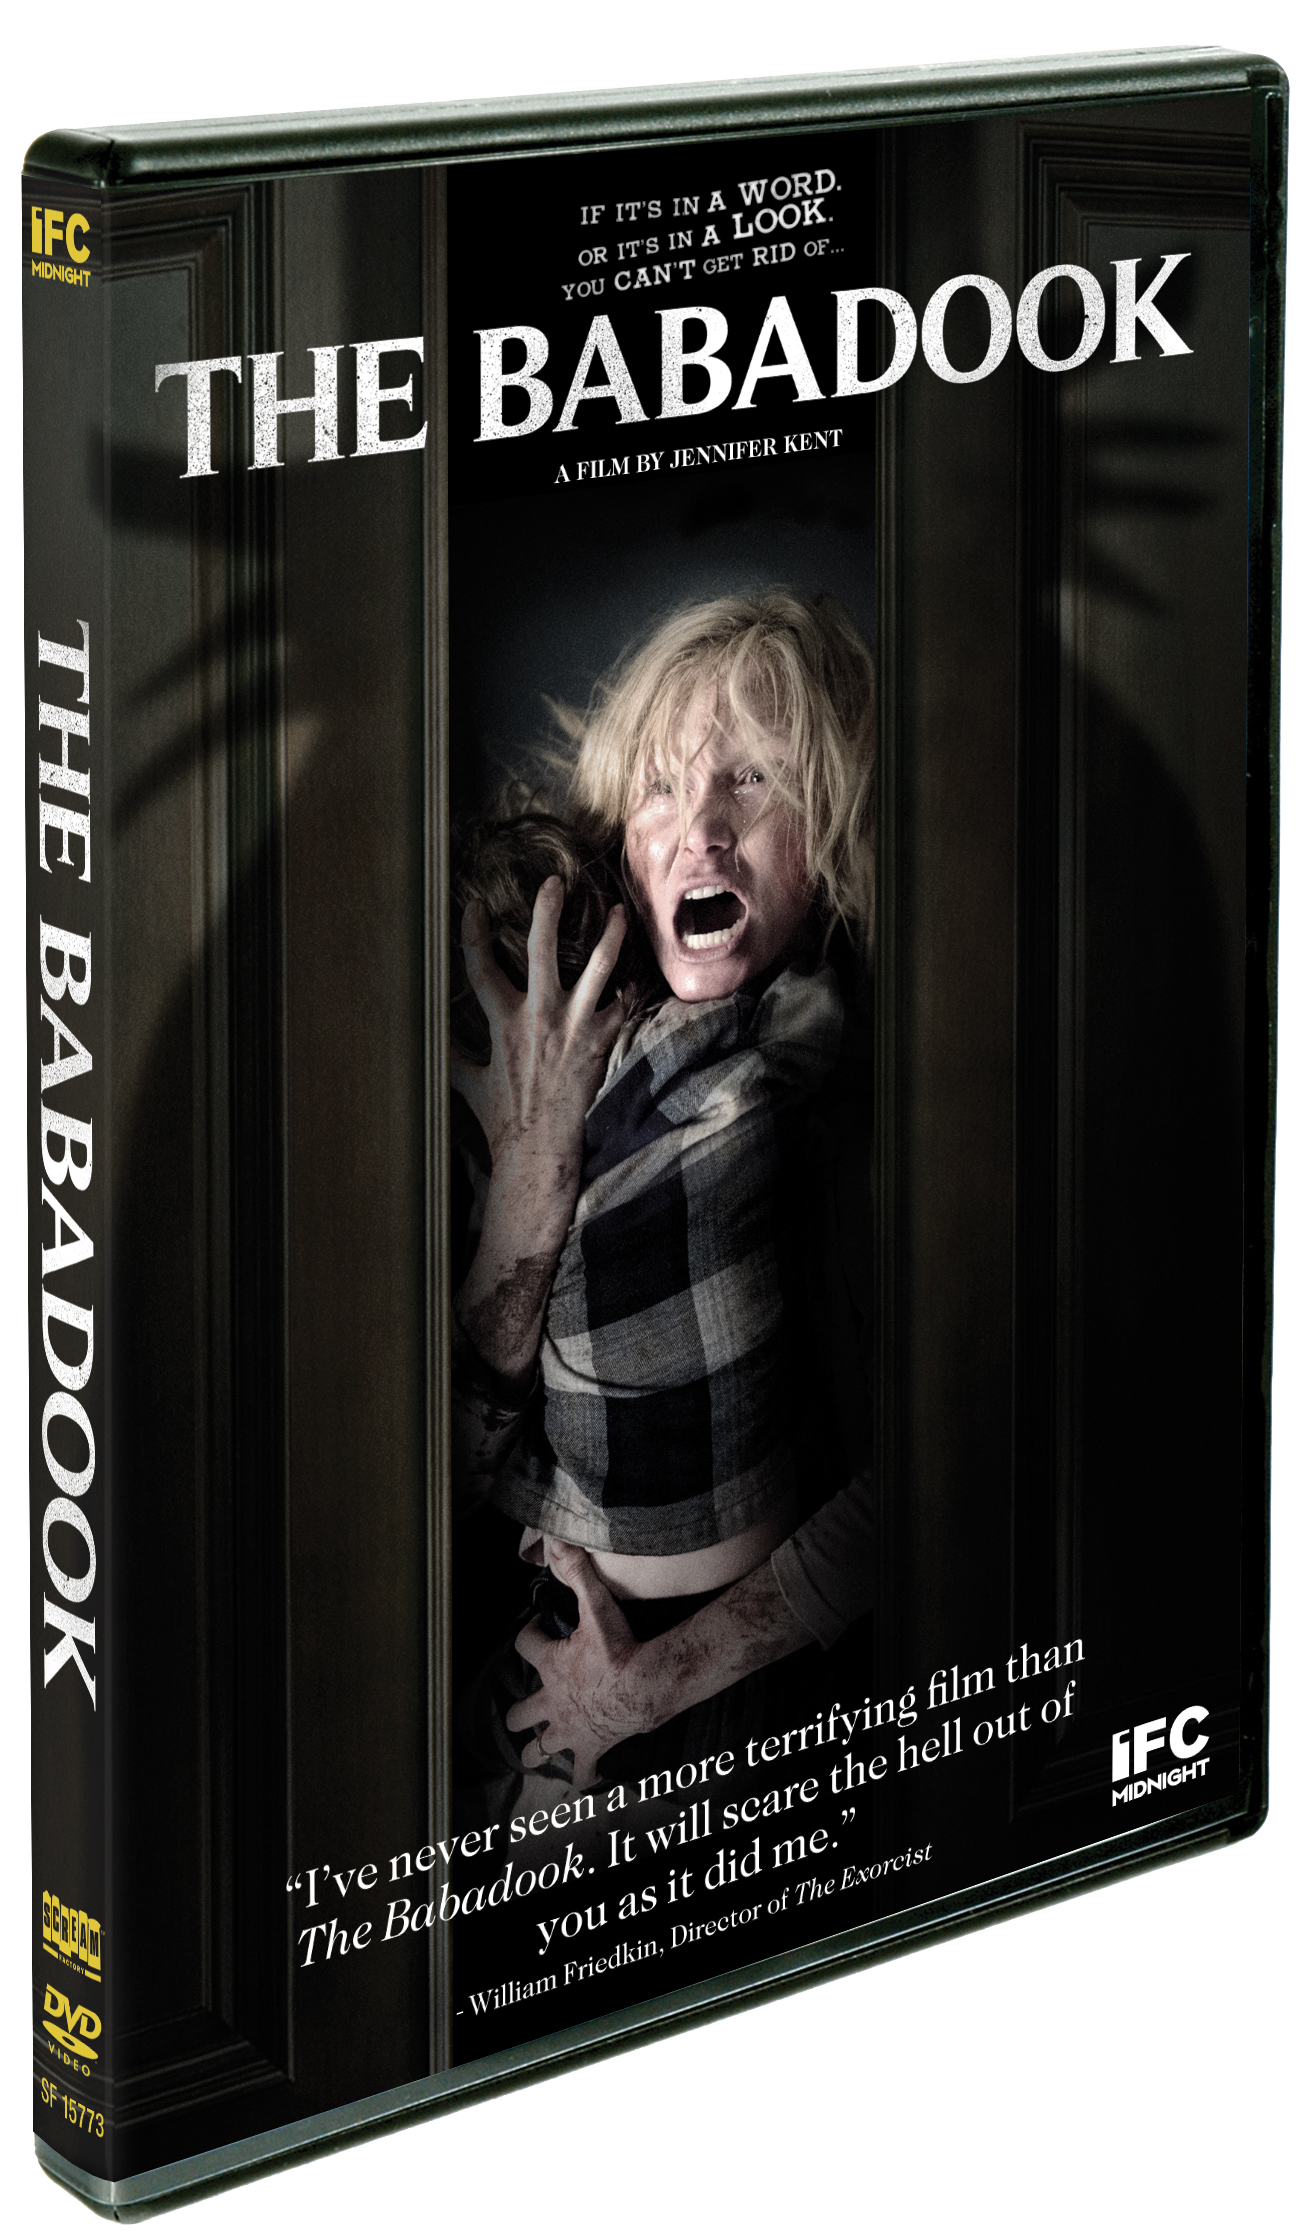 IF IT'S IN A WORD.
OR IT'S IN A LOOK.
YOU CAN'T GET RID OF...
THE BABADOOK
A FILM BY JENNIFER KENT
“I’ve never seen a more terrifying film than
The Babadook. It will scare the hell out of
you as it did me.”
- William Friedkin, Director of The Exorcist
iFC
MIDNIGHT
iFC
MIDNIGHT
THE BABADOOK
SCREAM
FACTORY
DVD
VIDEO
SF 15773